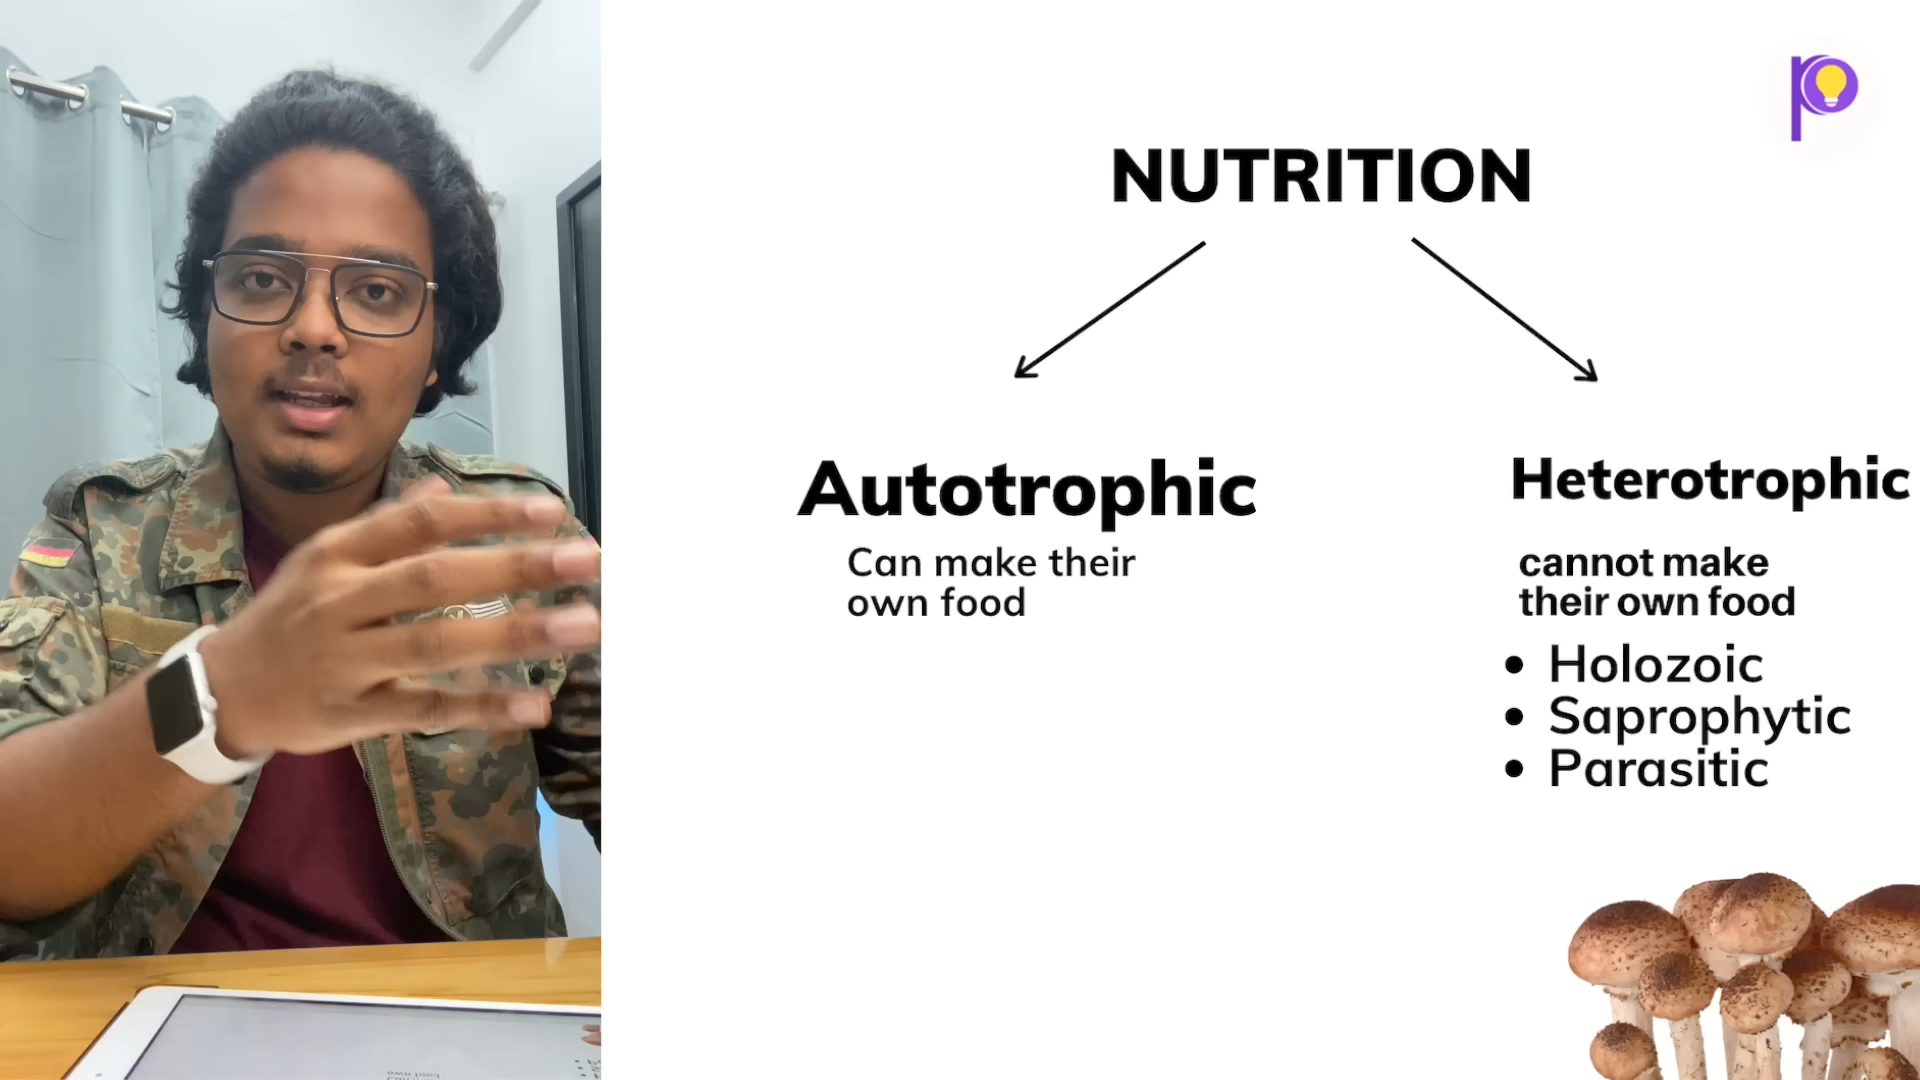 NUTRITION
Autotrophic
Can make their
own food
Heterotrophic
cannot make
their own food
• Holozoic
• Saprophytic
• Parasitic